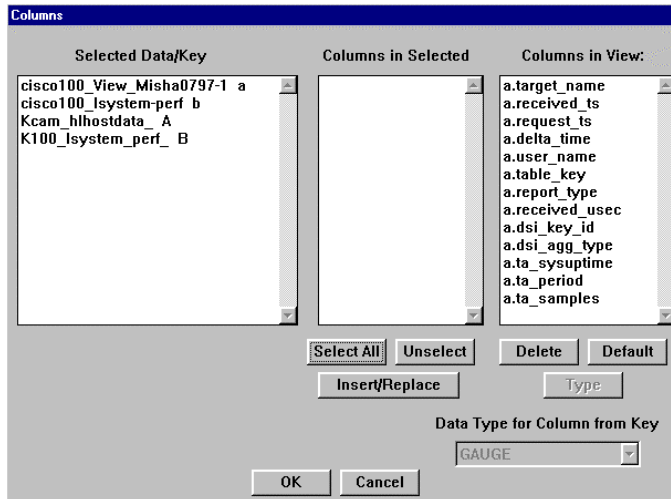 Columns
Selected Data/Key
Columns in Selected
Columns in View:
cisco100_View_Misha0797-1 a
cisco100_lsystem-perf b
Kcam_hlhostdata_ A
K100_lsystem_perf_ B
a.target_name
a.received_ts
a.request_ts
a.delta_time
a.user_name
a.table_key
a.report_type
a.received_usec
a.dsi_key_id
a.dsi_agg_type
a.ta_sysuptime
a.ta_period
a.ta_samples
Select All
Unselect
Delete
Default
Insert/Replace
Type
Data Type for Column from Key
GAUGE
OK
Cancel